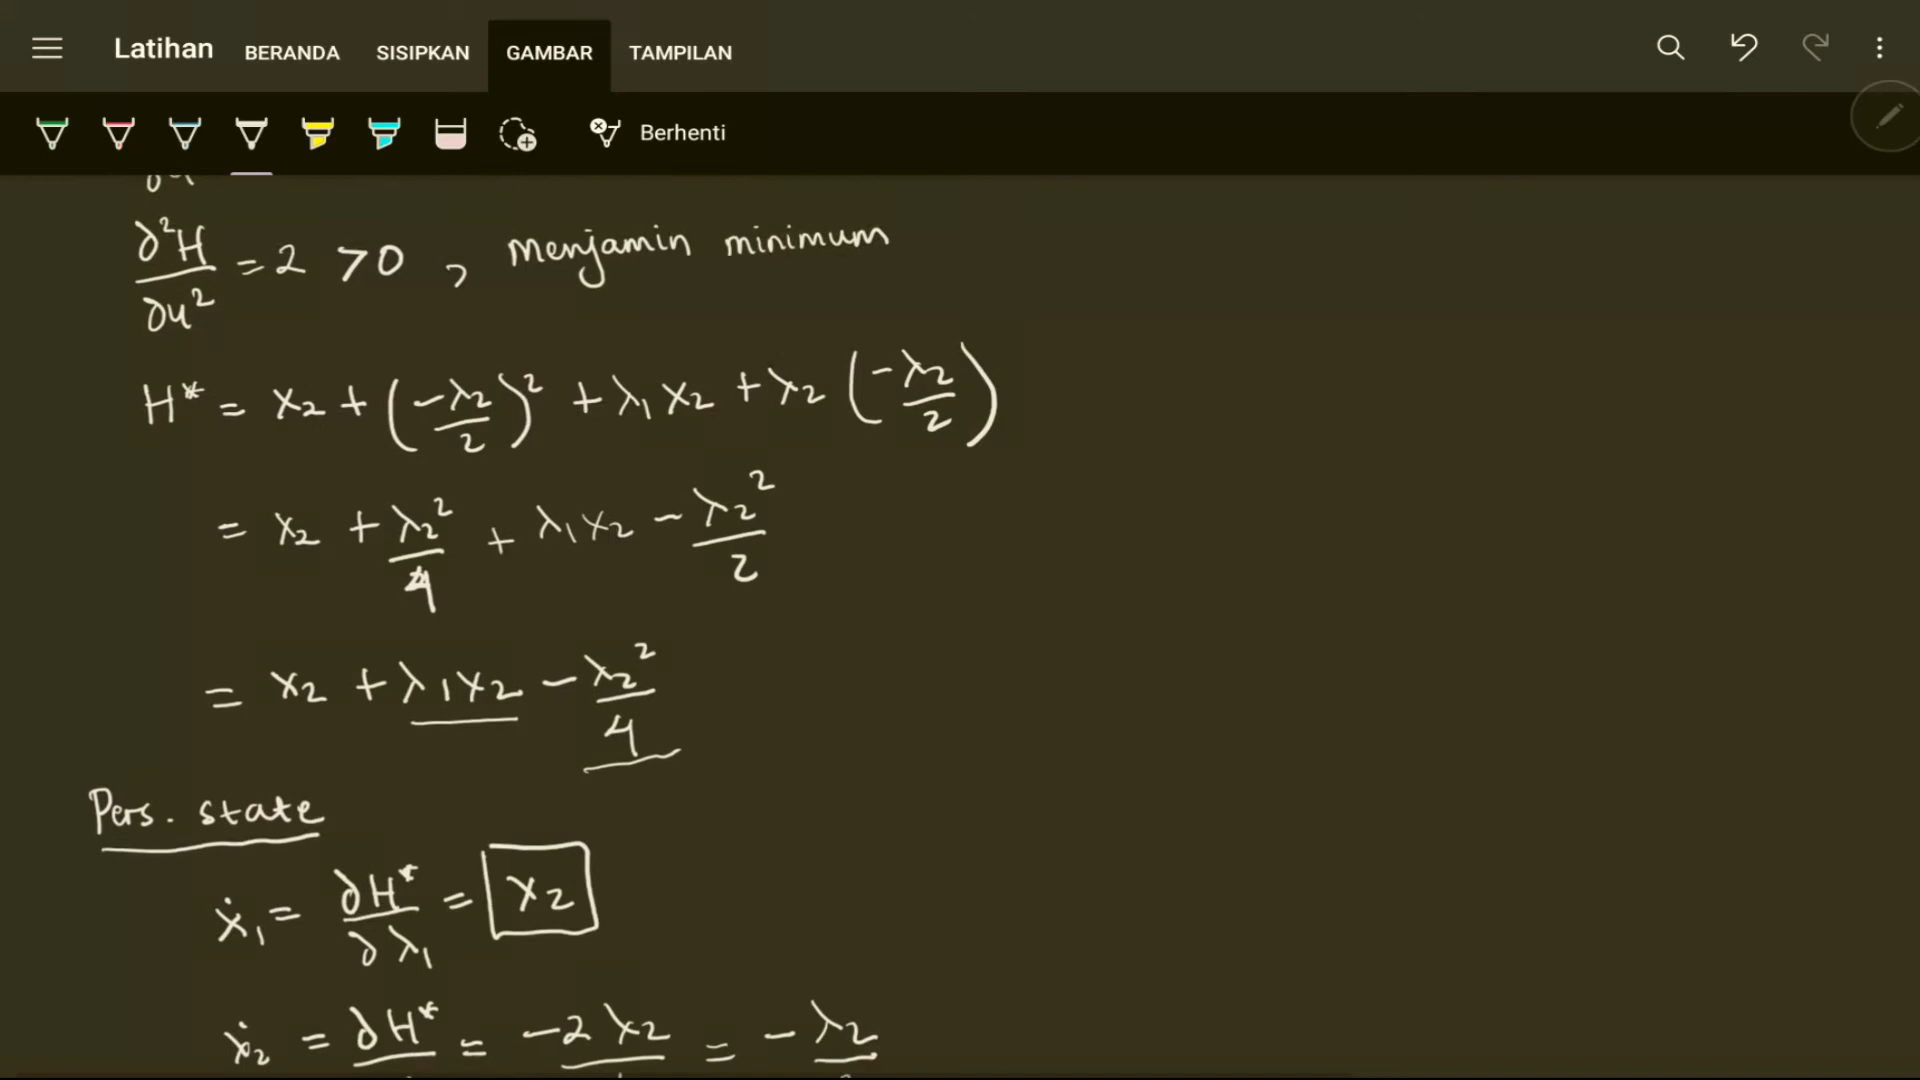 Latihan BERANDA SISIPKAN GAMBAR TAMPILAN
Berhenti
∂²H/∂u² = 2 > 0 , Menjamin minimum
H* = x₂ + (-λ₂/2)² + λ₁x₂ + λ₂(-λ₂/2)
= x₂ + λ₂²/4 + λ₁x₂ - λ₂²/2
= x₂ + λ₁x₂ - λ₂²/4
Pers. state
ẋ₁ = ∂H*/∂λ₁ = x₂
ẋ₂ = ∂H* = -2λ₂ = -λ₂